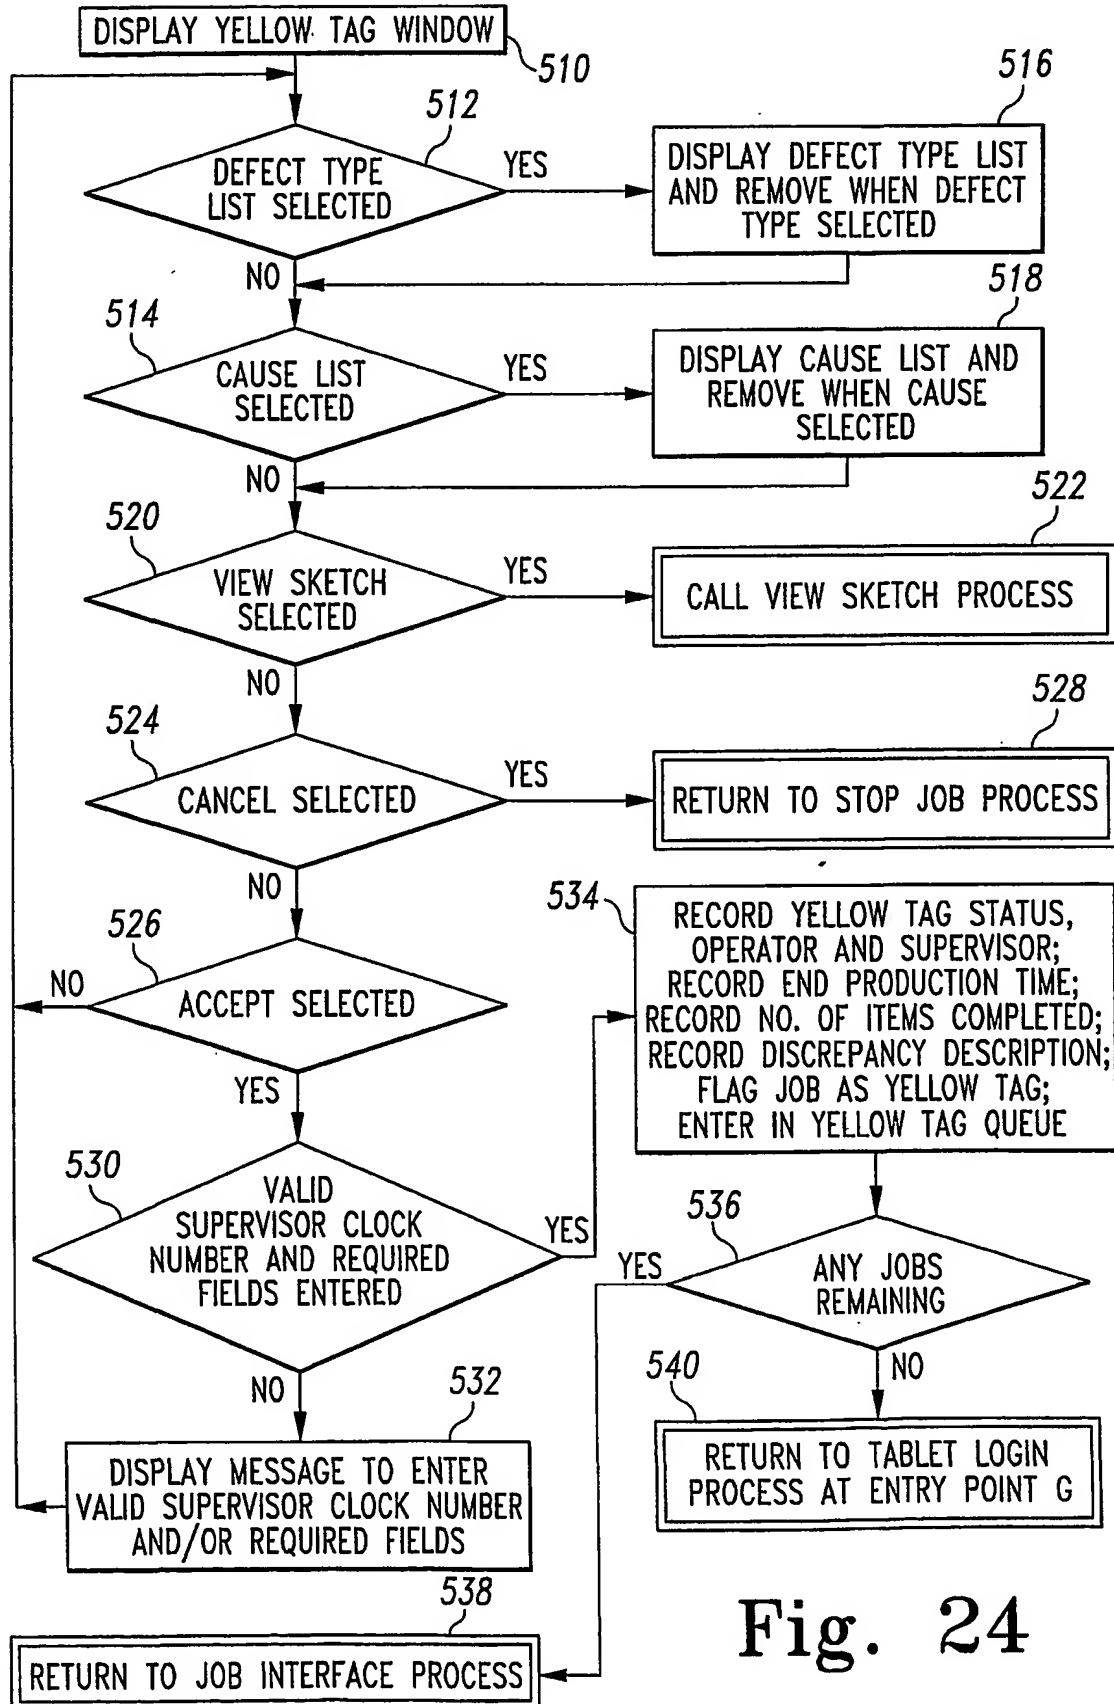 DISPLAY YELLOW TAG WINDOW
510
512
516
DEFECT TYPE
LIST SELECTED
YES
DISPLAY DEFECT TYPE LIST
AND REMOVE WHEN DEFECT
TYPE SELECTED
NO
514
518
CAUSE LIST
SELECTED
YES
DISPLAY CAUSE LIST AND
REMOVE WHEN CAUSE
SELECTED
NO
520
522
VIEW SKETCH
SELECTED
YES
CALL VIEW SKETCH PROCESS
NO
524
528
CANCEL SELECTED
YES
RETURN TO STOP JOB PROCESS
NO
526
ACCEPT SELECTED
NO
YES
534
RECORD YELLOW TAG STATUS,
OPERATOR AND SUPERVISOR;
RECORD END PRODUCTION TIME;
RECORD NO. OF ITEMS COMPLETED;
RECORD DISCREPANCY DESCRIPTION;
FLAG JOB AS YELLOW TAG;
ENTER IN YELLOW TAG QUEUE
530
VALID
SUPERVISOR CLOCK
NUMBER AND REQUIRED
FIELDS ENTERED
YES
536
YES
ANY JOBS
REMAINING
NO
NO
532
540
DISPLAY MESSAGE TO ENTER
VALID SUPERVISOR CLOCK NUMBER
AND/OR REQUIRED FIELDS
RETURN TO TABLET LOGIN
PROCESS AT ENTRY POINT G
538
RETURN TO JOB INTERFACE PROCESS
Fig. 24